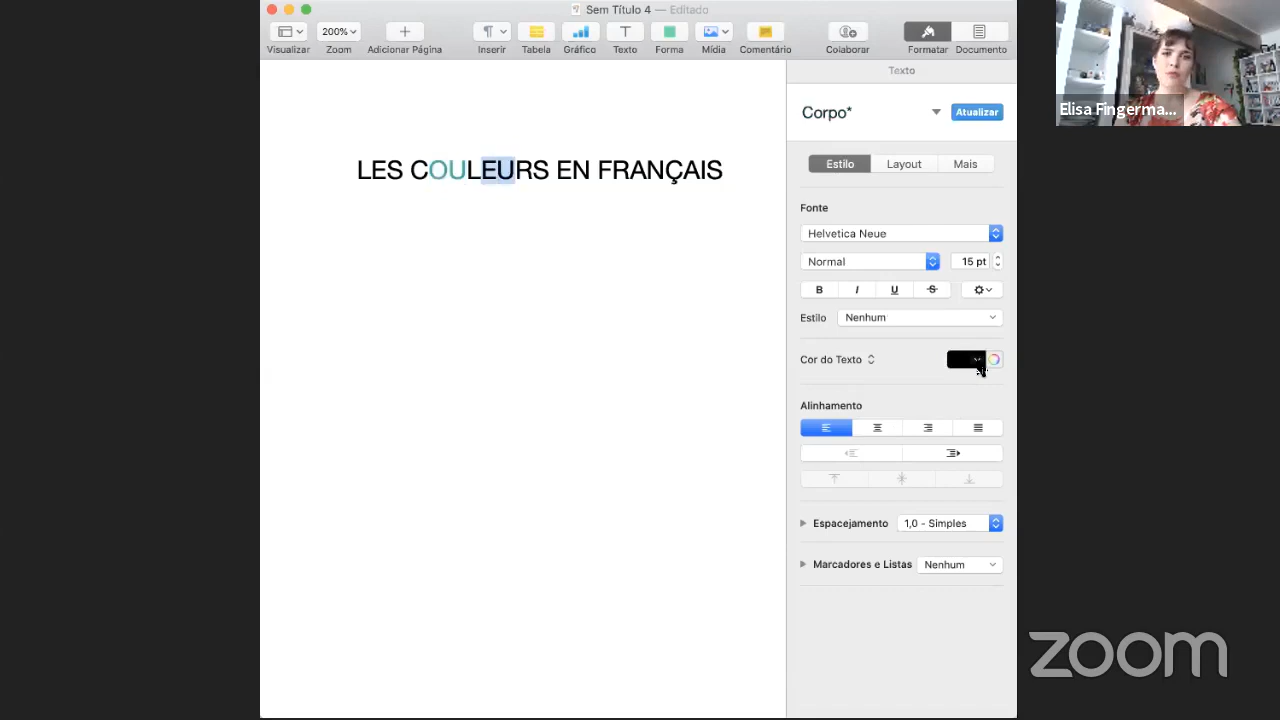 Sem Título 4 — Editado
200%
Visualizar Zoom Adicionar Página Inserir Tabela Gráfico Texto Forma Mídia Comentário Colaborar Formatar Documento
Texto
Corpo* Atualizar
Estilo Layout Mais
LES COULEURS EN FRANÇAIS
Fonte
Helvetica Neue
Normal 15 pt
B I U S
Estilo Nenhum
Cor do Texto
Alinhamento
Espacejamento 1,0 - Simples
Marcadores e Listas Nenhum
Elisa Fingerma...
zoom